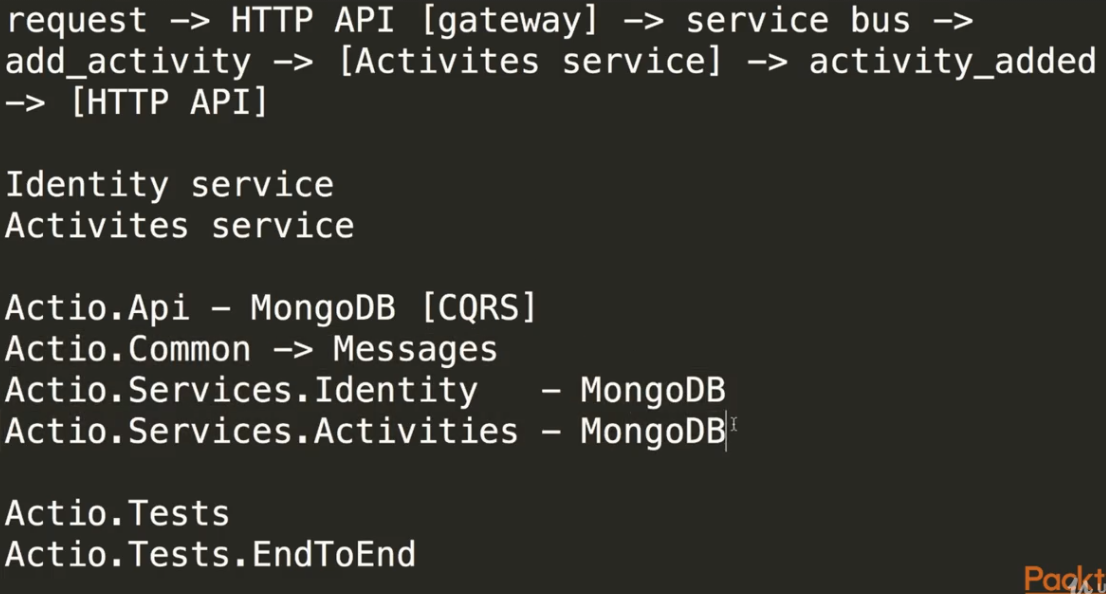 request -> HTTP API [gateway] -> service bus ->
add_activity -> [Activites service] -> activity_added
-> [HTTP API]
Identity service
Activites service
Actio.Api - MongoDB [CQRS]
Actio.Common -> Messages
Actio.Services.Identity   - MongoDB
Actio.Services.Activities - MongoDB
Actio.Tests
Actio.Tests.EndToEnd
Packt